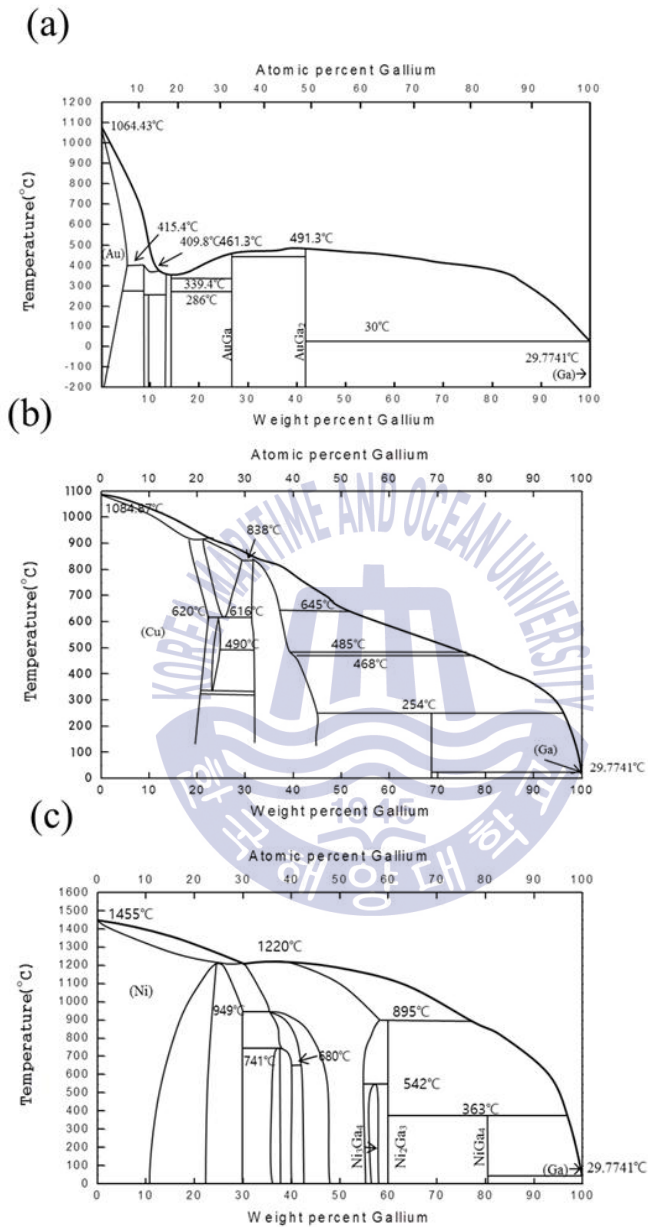 (a)
Atomic percent Gallium
10 20 30 40 50 60 70 80 90 100
1200
1100
1000
900
800
700
600
500
400
300
200
100
0
-100
-200
Temperature(°C)
1064.43℃
415.4℃
409.8℃
461.3℃
491.3℃
(Au)
339.4℃
286℃
AuGa
AuGa2
30℃
29.7741℃
(Ga)
10 20 30 40 50 60 70 80 90 100
Weight percent Gallium
(b)
Atomic percent Gallium
0 10 20 30 40 50 60 70 80 90 100
1100
1000
900
800
700
600
500
400
300
200
100
0
Temperature(°C)
1084.87℃
838℃
620℃
616℃
645℃
(Cu)
490℃
485℃
468℃
254℃
(Ga)
29.7741℃
0 10 20 30 40 50 60 70 80 90 100
Weight percent Gallium
KOREA MARITIME AND OCEAN UNIVERSITY
1945
한국해양대학교
(c)
Atomic percent Gallium
0 10 20 30 40 50 60 70 80 90 100
1600
1500
1400
1300
1200
1100
1000
900
800
700
600
500
400
300
200
100
0
Temperature(°C)
1455℃
1220℃
(Ni)
949℃
895℃
741℃
680℃
542℃
363℃
Ni3Ga4
Ni2Ga3
NiGa4
(Ga)
29.7741℃
0 10 20 30 40 50 60 70 80 90 100
Weight percent Gallium